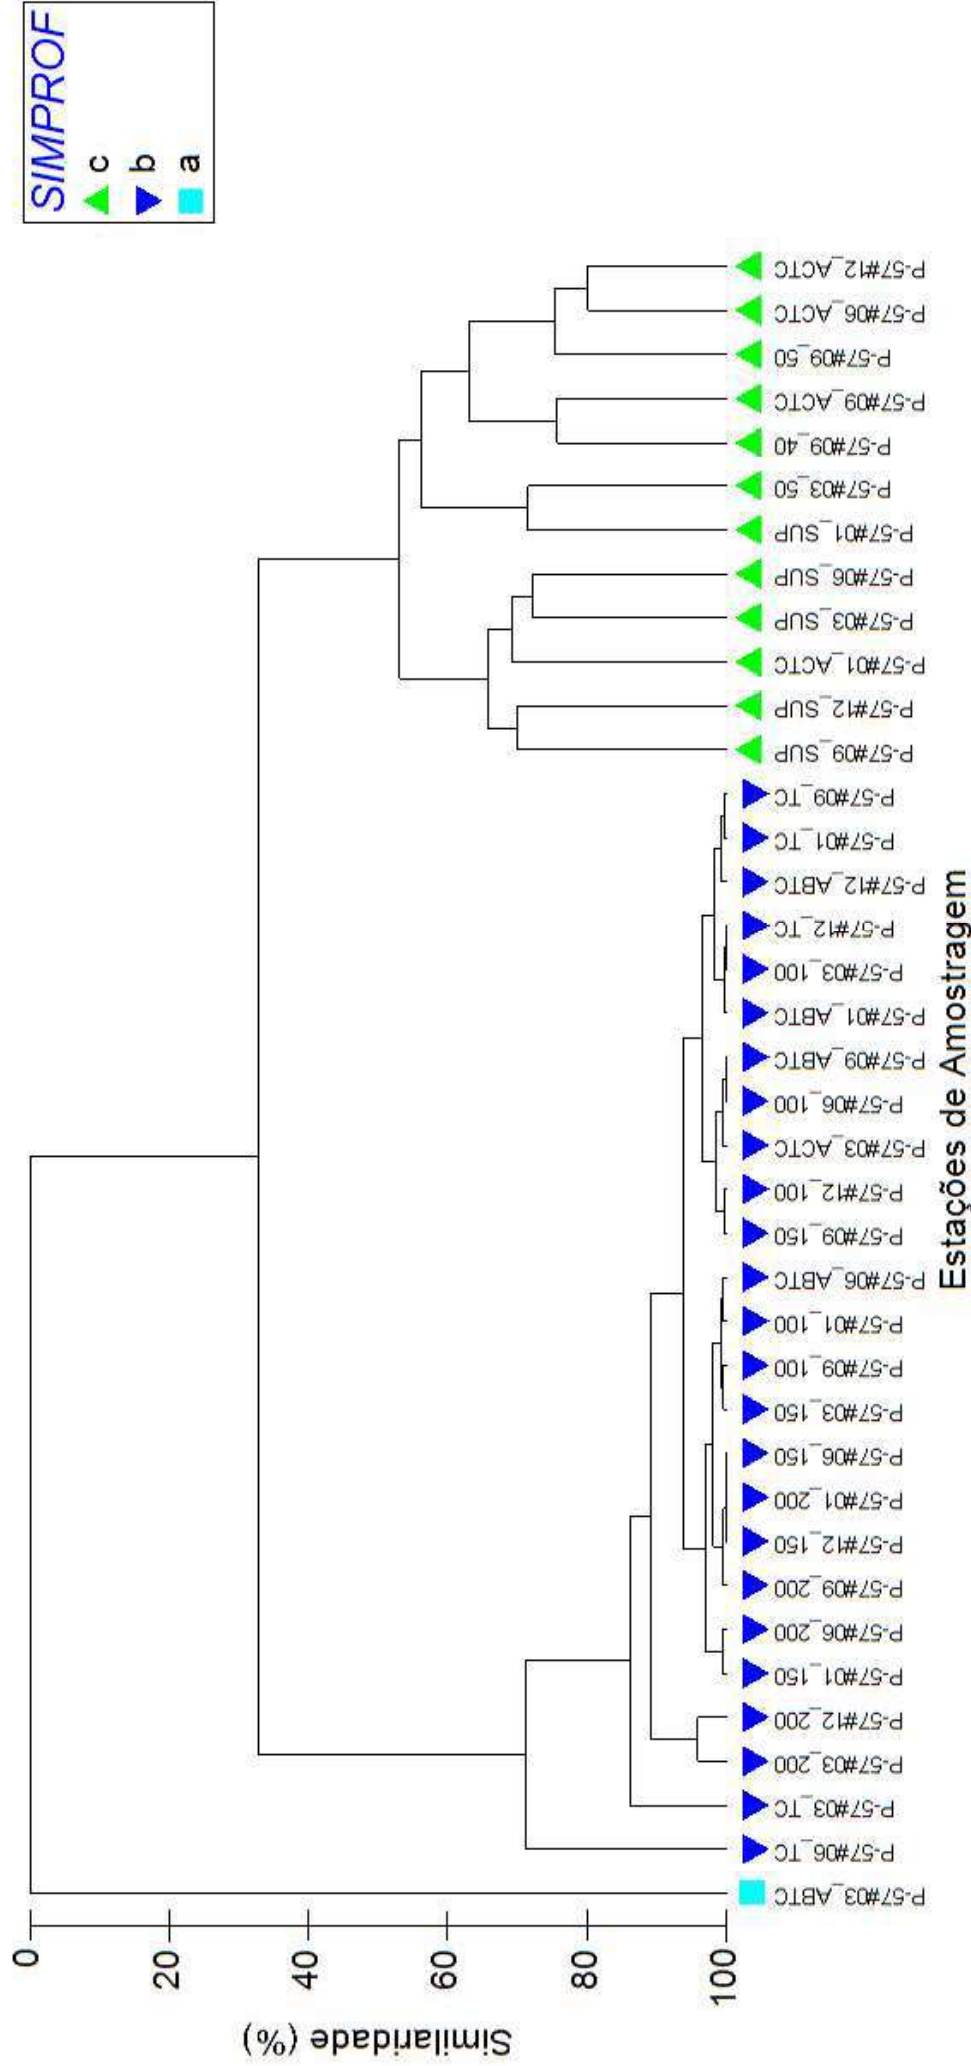 SIMPROF
c
b
a
Similaridade (%)
0
20
40
60
80
100
P-57#03_ABTC
P-57#06_TC
P-57#03_TC
P-57#03_200
P-57#12_200
P-57#01_150
P-57#06_200
P-57#09_200
P-57#12_150
P-57#01_200
P-57#06_150
P-57#03_150
P-57#09_100
P-57#01_100
P-57#06_ABTC
P-57#09_150
P-57#12_100
P-57#03_ACTC
P-57#06_100
P-57#09_ABTC
P-57#01_ABTC
P-57#03_100
P-57#12_TC
P-57#12_ABTC
P-57#01_TC
P-57#09_TC
P-57#09_SUP
P-57#12_SUP
P-57#01_ACTC
P-57#03_SUP
P-57#06_SUP
P-57#01_SUP
P-57#03_50
P-57#09_40
P-57#09_ACTC
P-57#09_50
P-57#06_ACTC
P-57#12_ACTC
Estações de Amostragem